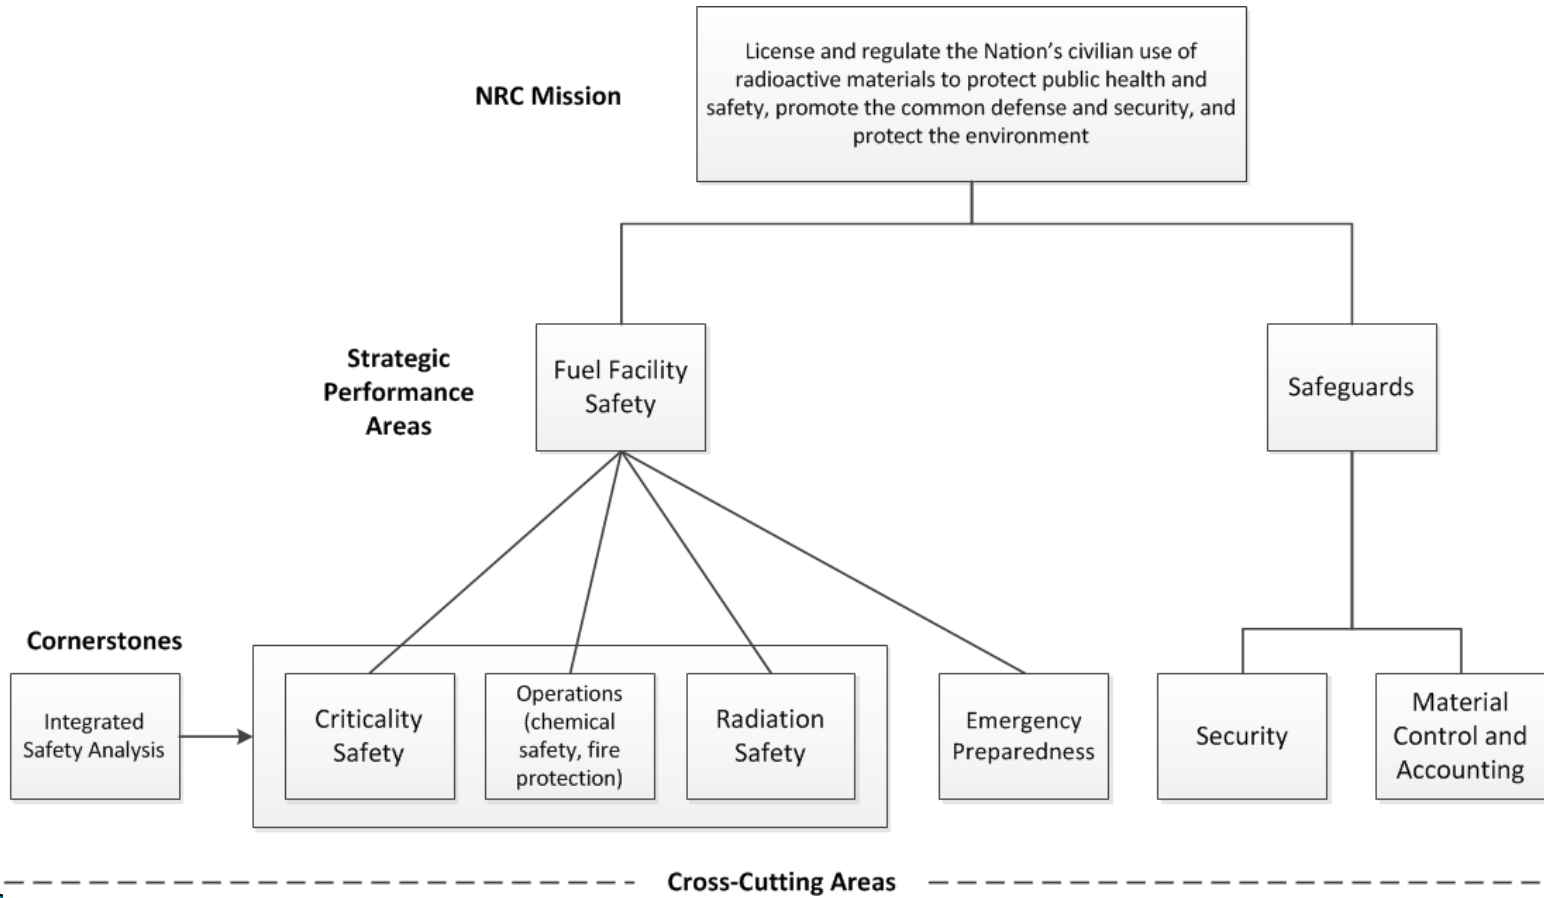 License and regulate the Nation’s civilian use of
radioactive materials to protect public health and
safety, promote the common defense and security, and
protect the environment
NRC Mission
Strategic
Performance
Areas
Fuel Facility
Safety
Safeguards
Cornerstones
Integrated
Safety Analysis
Criticality
Safety
Operations
(chemical
safety, fire
protection)
Radiation
Safety
Emergency
Preparedness
Security
Material
Control and
Accounting
Cross-Cutting Areas